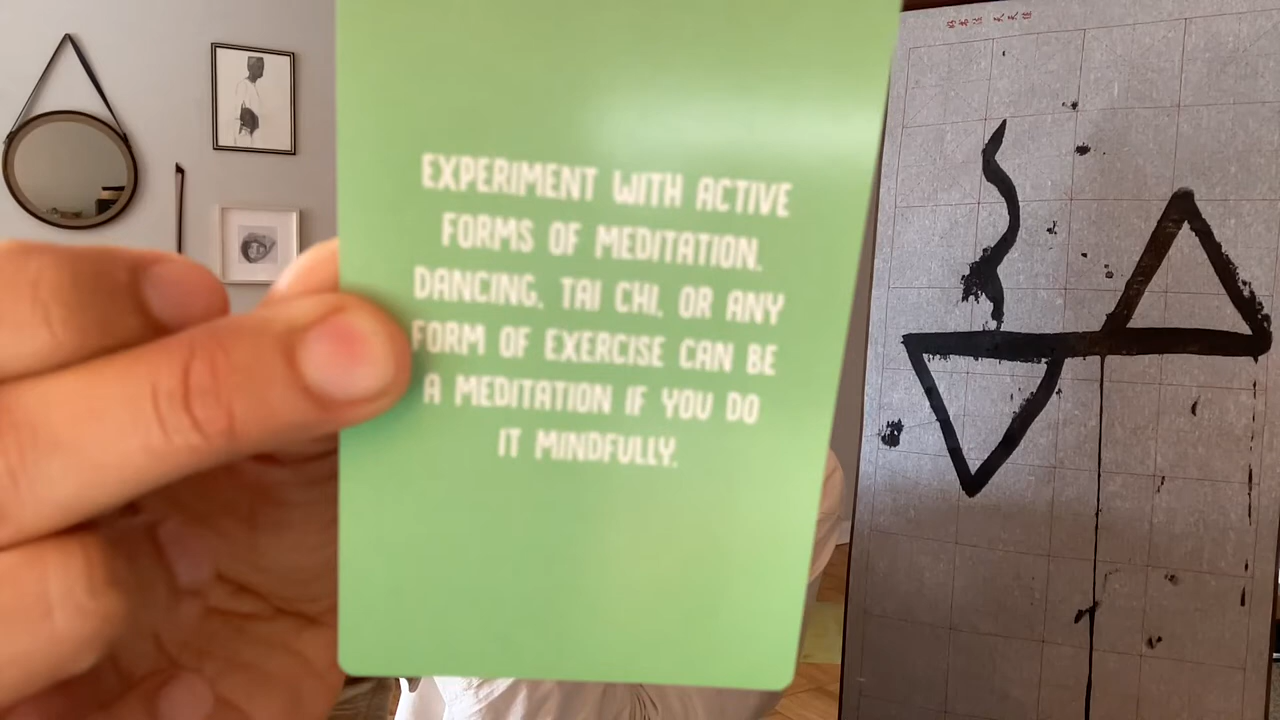 EXPERIMENT WITH ACTIVE
FORMS OF MEDITATION.
DANCING, TAI CHI, OR ANY
FORM OF EXERCISE CAN BE
A MEDITATION IF YOU DO
IT MINDFULLY.